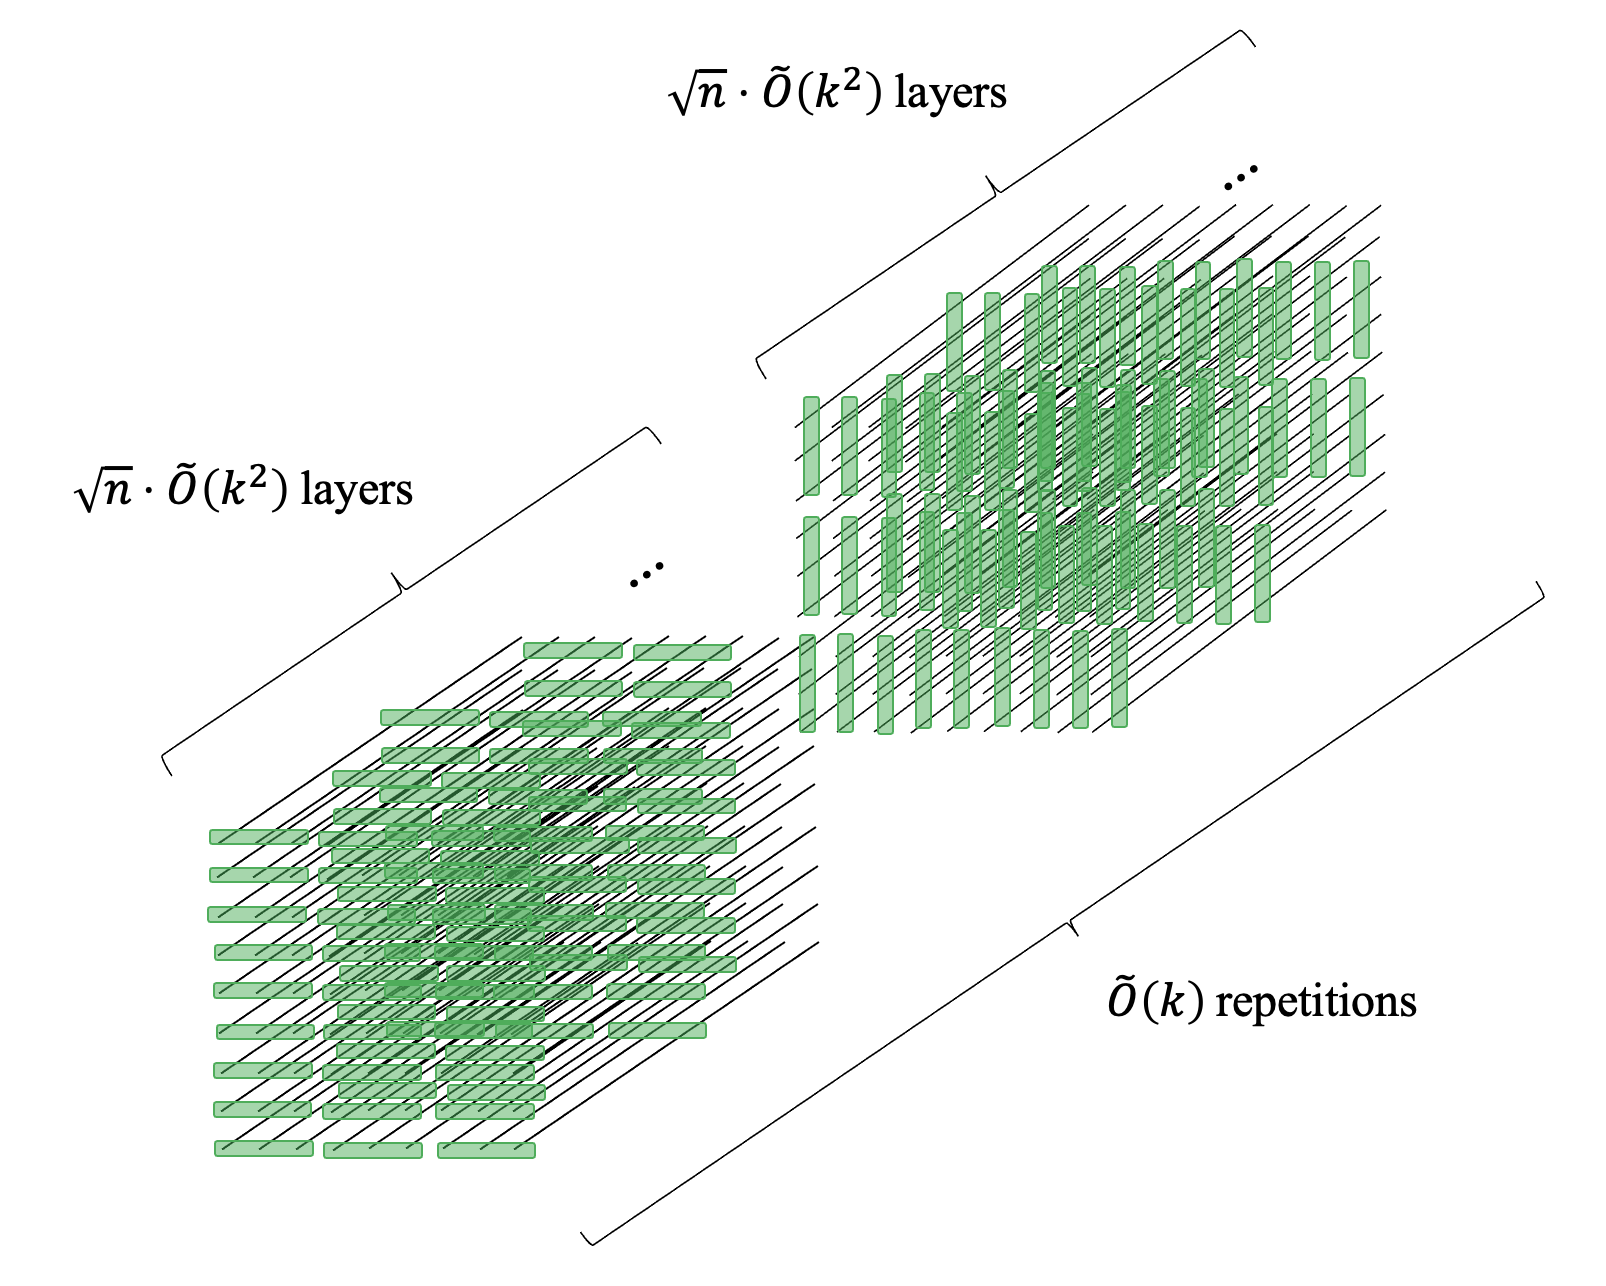 √n · Õ(k²) layers
...
√n · Õ(k²) layers
...
Õ(k) repetitions